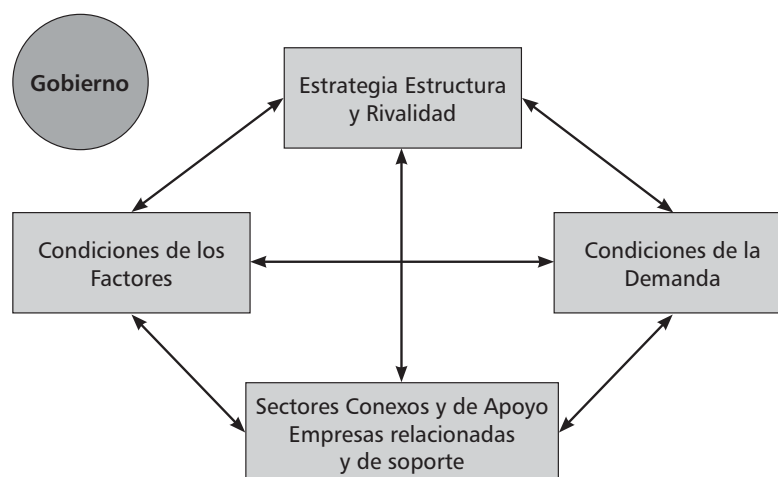 Gobierno
Estrategia Estructura
y Rivalidad
Condiciones de los
Factores
Condiciones de la
Demanda
Sectores Conexos y de Apoyo
Empresas relacionadas
y de soporte